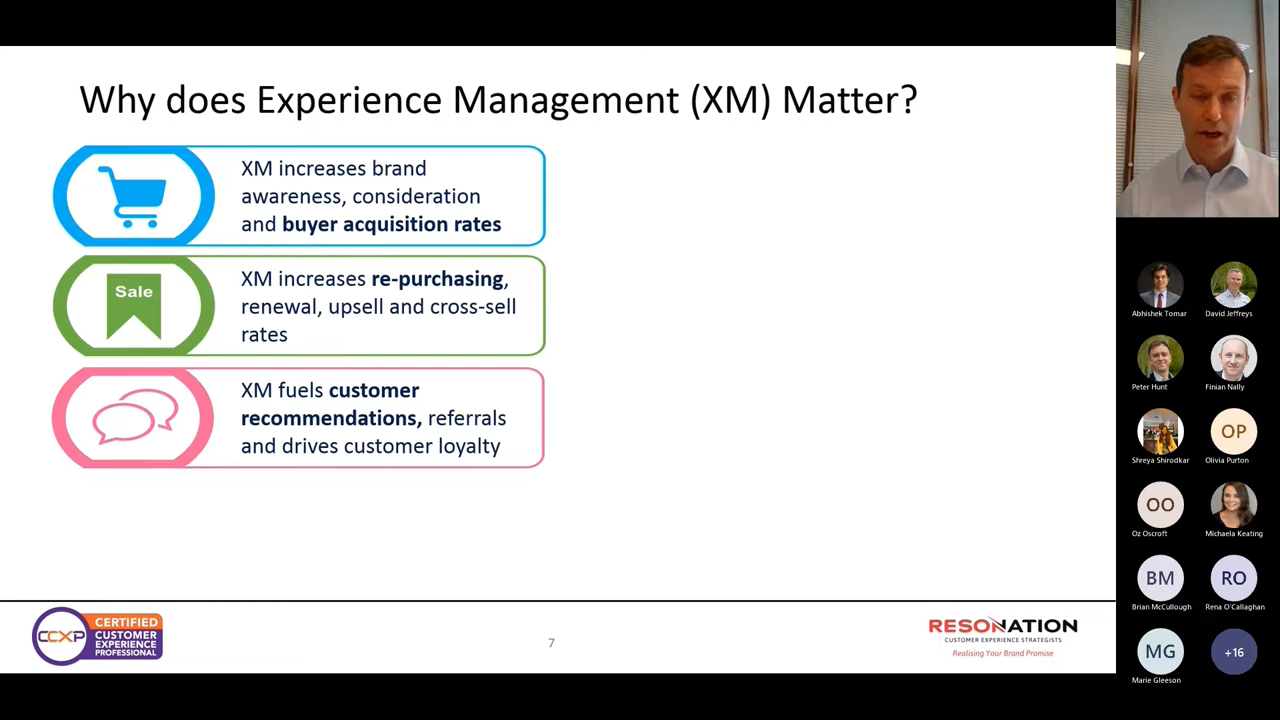 Why does Experience Management (XM) Matter?
XM increases brand
awareness, consideration
and buyer acquisition rates
Sale
XM increases re-purchasing,
renewal, upsell and cross-sell
rates
XM fuels customer
recommendations, referrals
and drives customer loyalty
CCXP
CERTIFIED
CUSTOMER
EXPERIENCE
PROFESSIONAL
7
RESONATION
CUSTOMER EXPERIENCE STRATEGISTS
Realising Your Brand Promise
Abhishek Tomar
David Jeffreys
Peter Hunt
Finian Nally
Shreya Shirodkar
OP
Olivia Purton
OO
Oz Oscroft
Michaela Keating
BM
Brian McCullough
RO
Rena O'Callaghan
MG
Marie Gleeson
+16